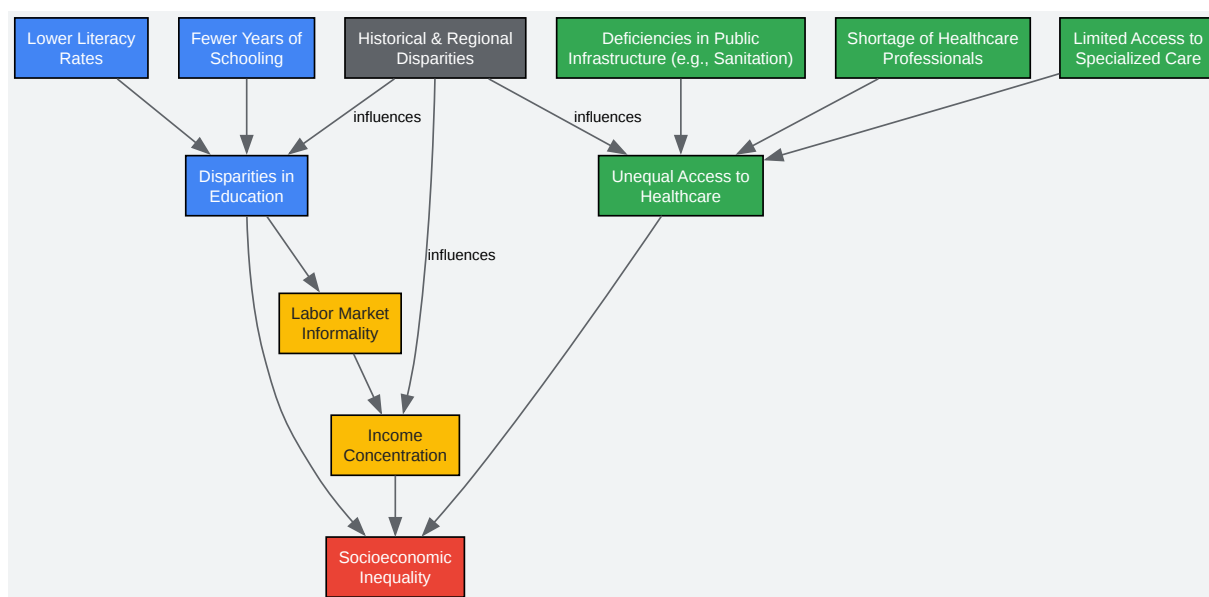 Lower Literacy
Rates
Fewer Years of
Schooling
Historical & Regional
Disparities
Deficiencies in Public
Infrastructure (e.g., Sanitation)
Shortage of Healthcare
Professionals
Limited Access to
Specialized Care
influences
influences
Disparities in
Education
Unequal Access to
Healthcare
influences
Labor Market
Informality
Income
Concentration
Socioeconomic
Inequality